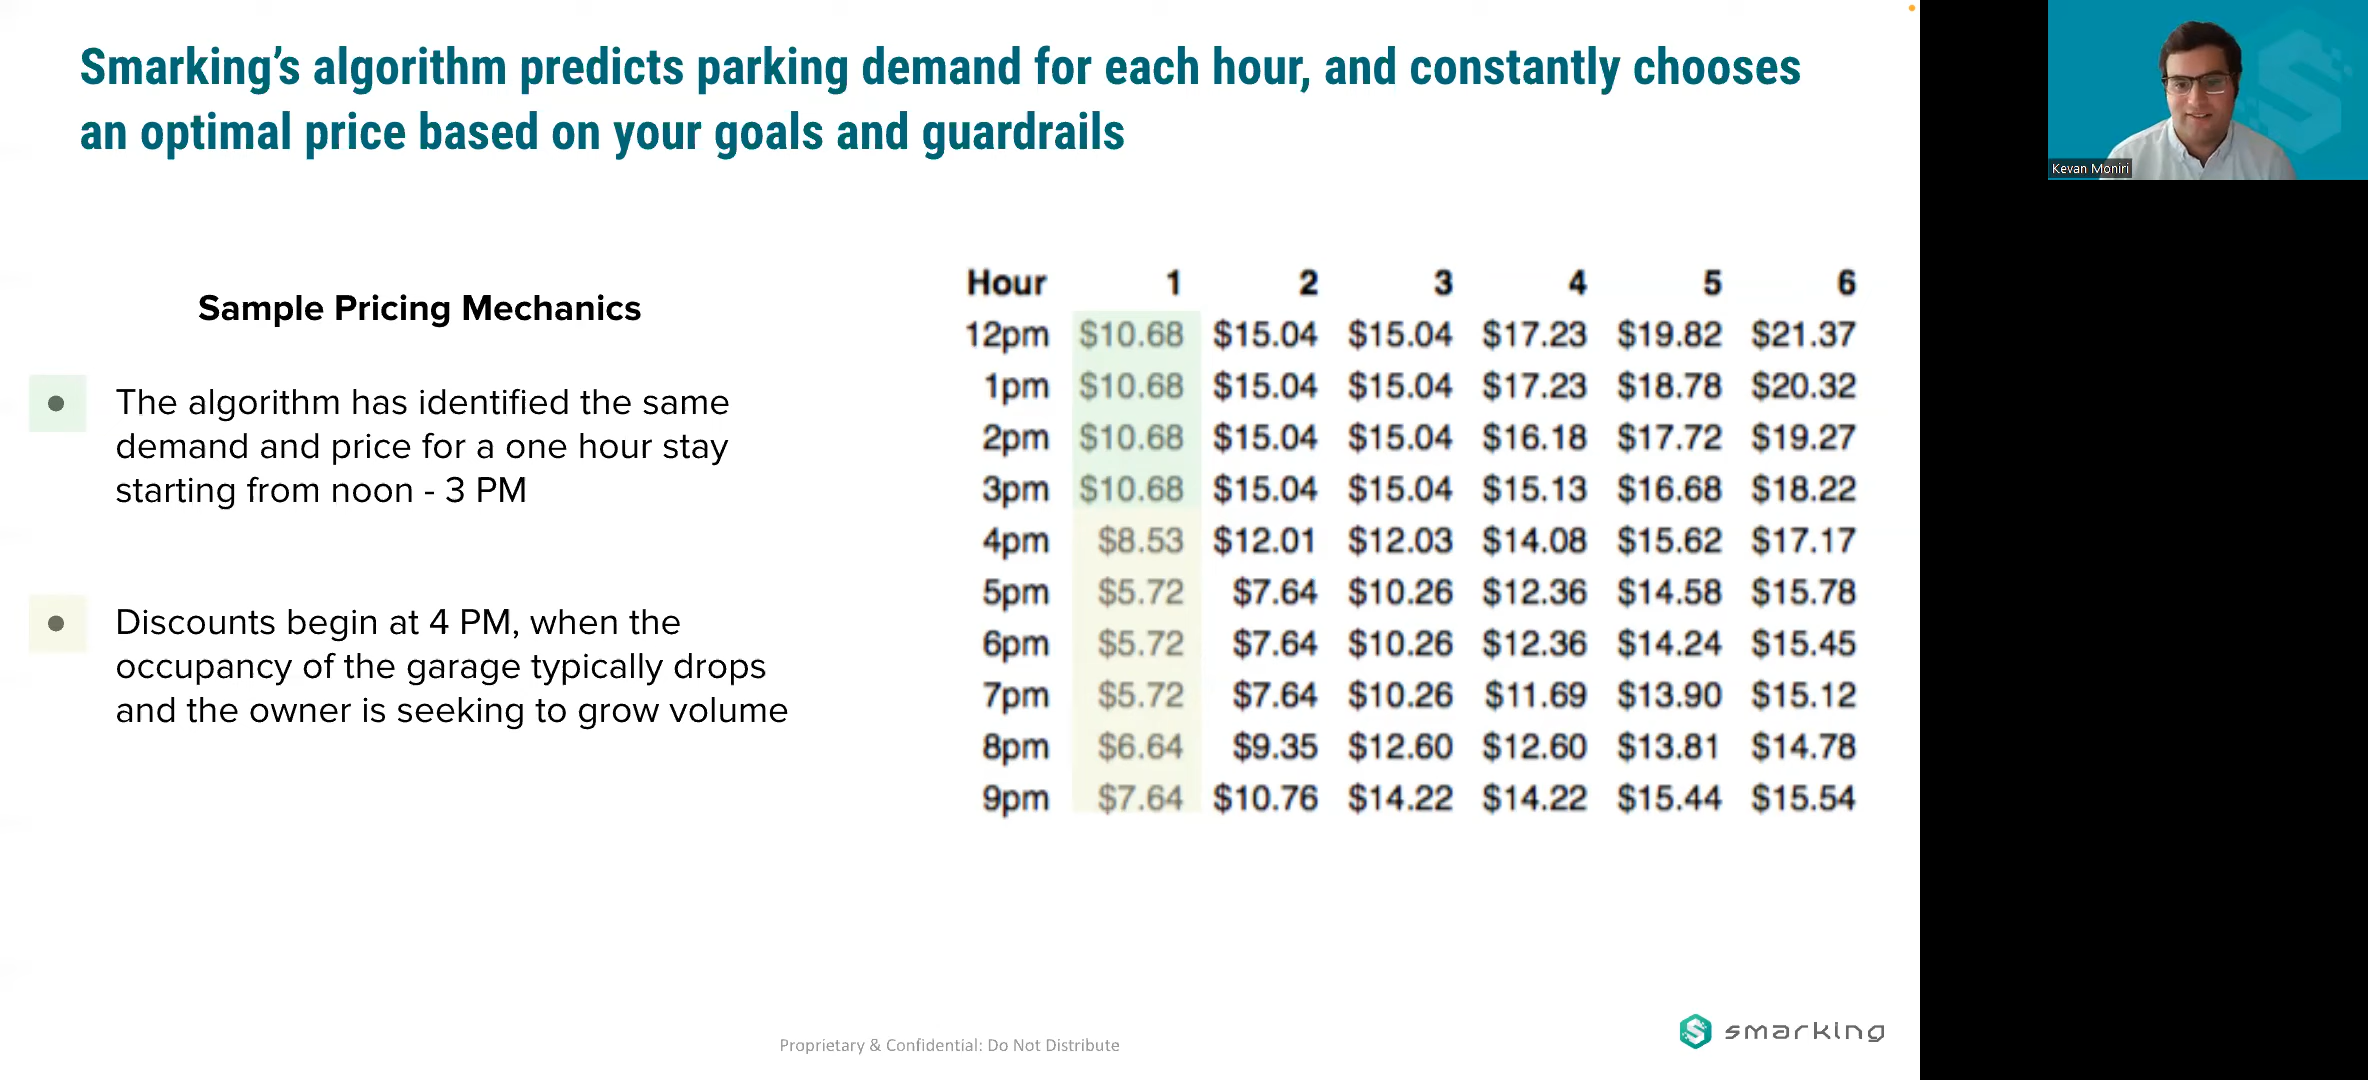 Smarking’s algorithm predicts parking demand for each hour, and constantly chooses
an optimal price based on your goals and guardrails
Kevan Moniri
Sample Pricing Mechanics
The algorithm has identified the same
demand and price for a one hour stay
starting from noon - 3 PM
Discounts begin at 4 PM, when the
occupancy of the garage typically drops
and the owner is seeking to grow volume
Hour 1 2 3 4 5 6
12pm $10.68 $15.04 $15.04 $17.23 $19.82 $21.37
1pm $10.68 $15.04 $15.04 $17.23 $18.78 $20.32
2pm $10.68 $15.04 $15.04 $16.18 $17.72 $19.27
3pm $10.68 $15.04 $15.04 $15.13 $16.68 $18.22
4pm $8.53 $12.01 $12.03 $14.08 $15.62 $17.17
5pm $5.72 $7.64 $10.26 $12.36 $14.58 $15.78
6pm $5.72 $7.64 $10.26 $12.36 $14.24 $15.45
7pm $5.72 $7.64 $10.26 $11.69 $13.90 $15.12
8pm $6.64 $9.35 $12.60 $12.60 $13.81 $14.78
9pm $7.64 $10.76 $14.22 $14.22 $15.44 $15.54
Proprietary & Confidential: Do Not Distribute
smarking